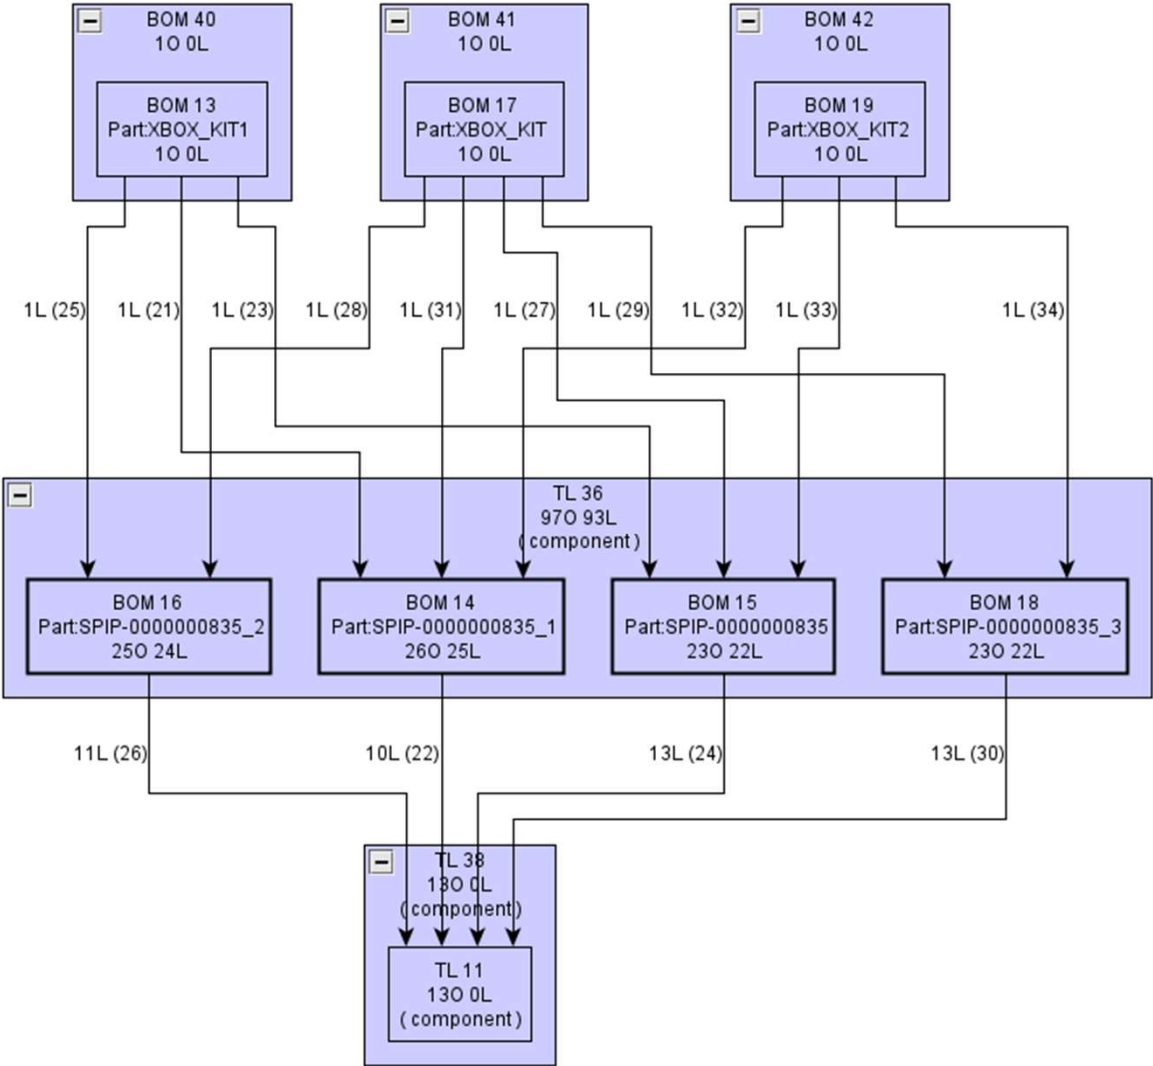 BOM 40
1O 0L
BOM 13
Part:XBOX_KIT1
1O 0L
BOM 41
1O 0L
BOM 17
Part:XBOX_KIT
1O 0L
BOM 42
1O 0L
BOM 19
Part:XBOX_KIT2
1O 0L
1L (25)
1L (21)
1L (23)
1L (28)
1L (31)
1L (27)
1L (29)
1L (32)
1L (33)
1L (34)
TL 36
97O 93L
( component )
BOM 16
Part:SPIP-0000000835_2
25O 24L
BOM 14
Part:SPIP-0000000835_1
26O 25L
BOM 15
Part:SPIP-0000000835
23O 22L
BOM 18
Part:SPIP-0000000835_3
23O 22L
11L (26)
10L (22)
13L (24)
13L (30)
TL 38
13O 0L
( component )
TL 11
13O 0L
( component )